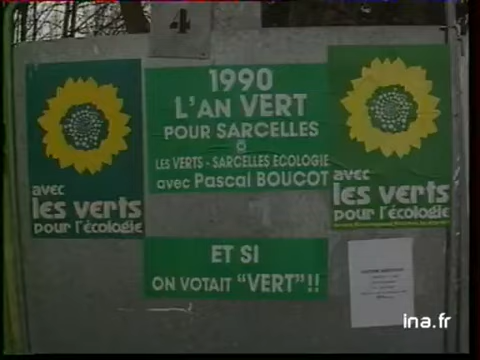 4
avec
les verts
pour l'écologie
1990
L'AN VERT
POUR SARCELLES
LES VERTS - SARCELLES ECOLOGIE
avec Pascal BOUCOT
ET SI
ON VOTAIT "VERT"!!
avec
les verts
pour l'écologie
ina.fr